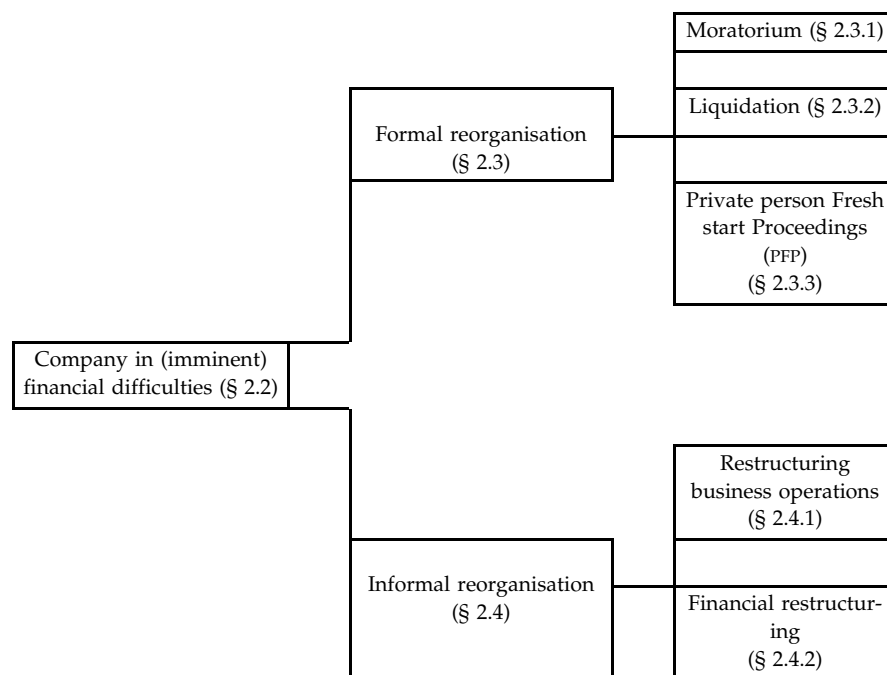 Moratorium (§ 2.3.1)
Liquidation (§ 2.3.2)
Formal reorganisation
(§ 2.3)
Private person Fresh
start Proceedings
(PFP)
(§ 2.3.3)
Company in (imminent)
financial difficulties (§ 2.2)
Restructuring
business operations
(§ 2.4.1)
Informal reorganisation
(§ 2.4)
Financial restructur-
ing
(§ 2.4.2)